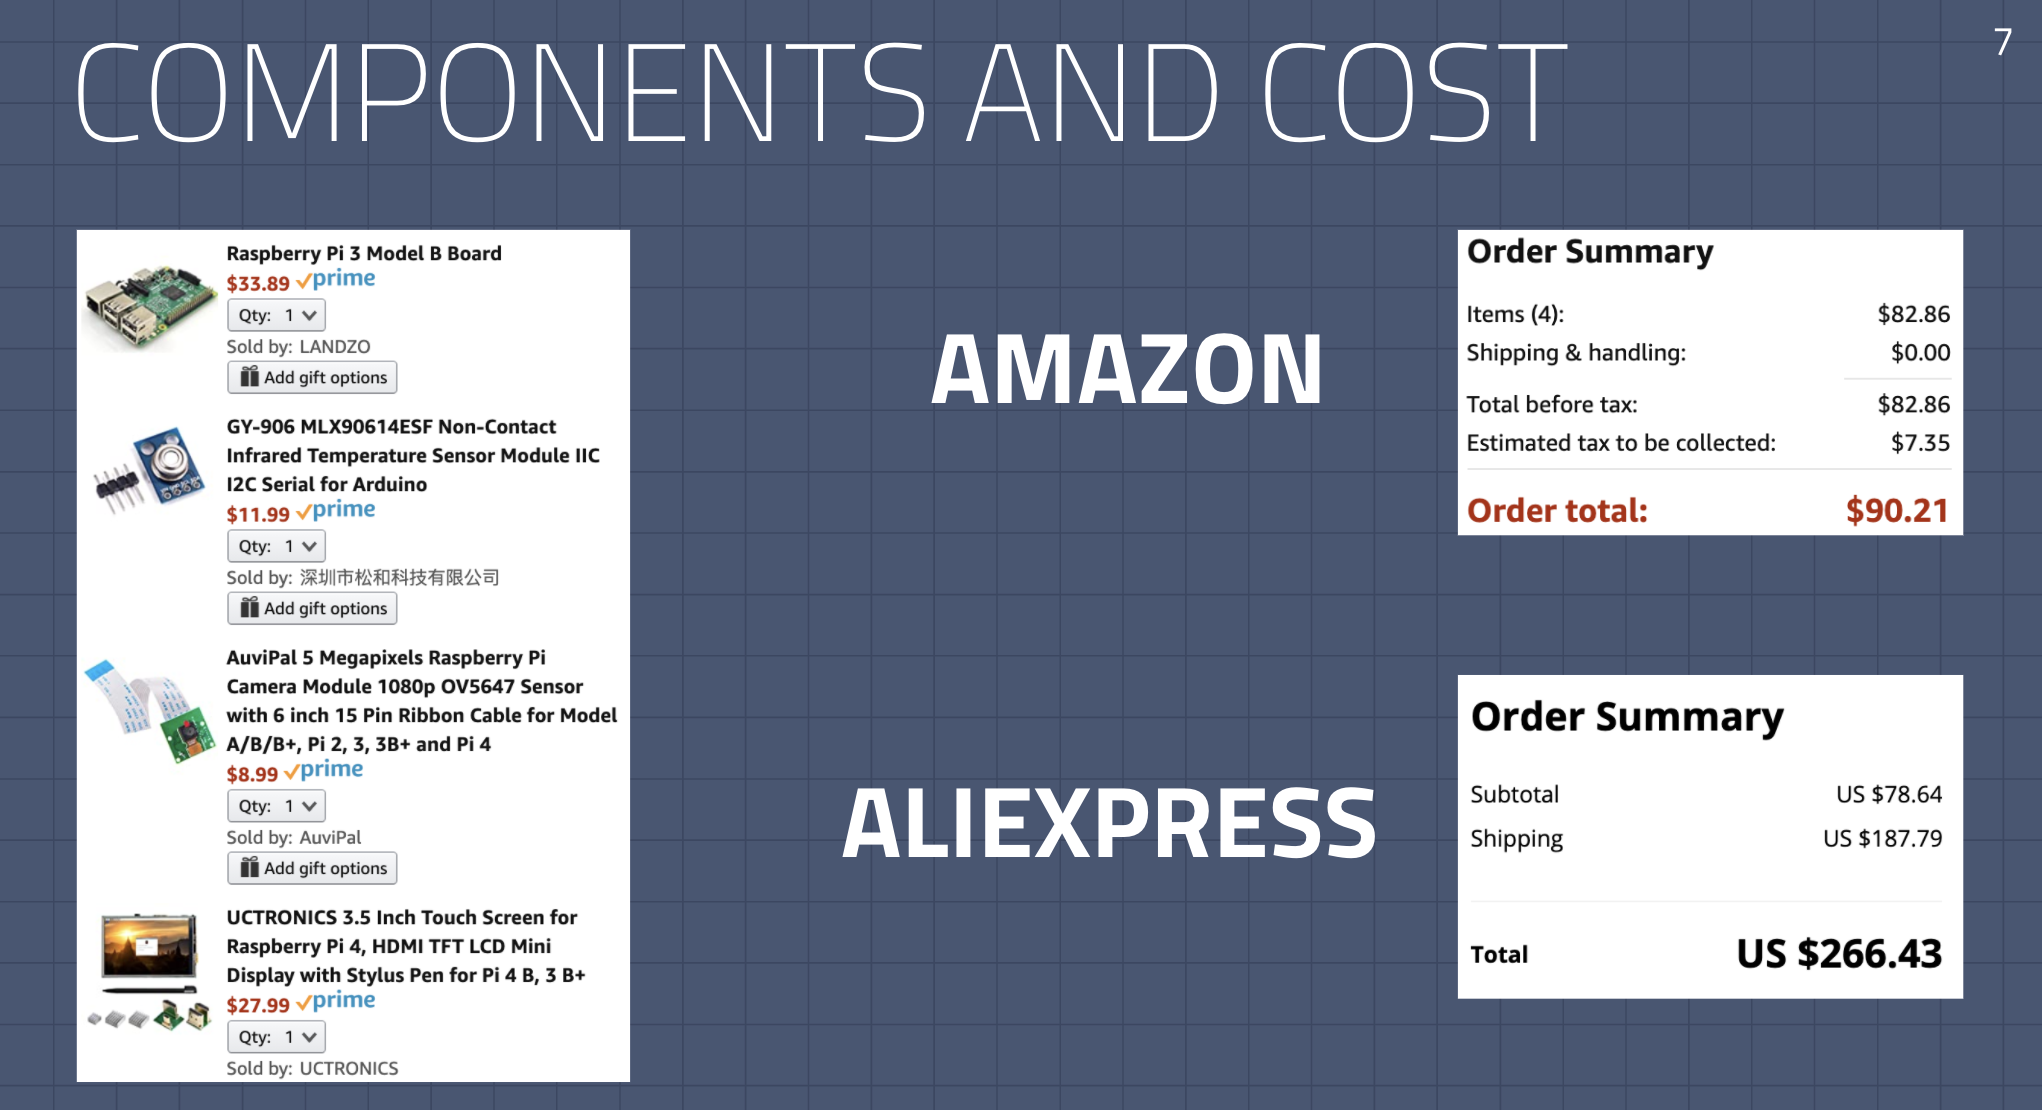 COMPONENTS AND COST
7
Raspberry Pi 3 Model B Board
$33.89 prime
Qty: 1
Sold by: LANDZO
Add gift options
GY-906 MLX90614ESF Non-Contact
Infrared Temperature Sensor Module IIC
I2C Serial for Arduino
$11.99 prime
Qty: 1
Sold by: 深圳市松和科技有限公司
Add gift options
AuviPal 5 Megapixels Raspberry Pi
Camera Module 1080p OV5647 Sensor
with 6 inch 15 Pin Ribbon Cable for Model
A/B/B+, Pi 2, 3, 3B+ and Pi 4
$8.99 prime
Qty: 1
Sold by: AuviPal
Add gift options
UCTRONICS 3.5 Inch Touch Screen for
Raspberry Pi 4, HDMI TFT LCD Mini
Display with Stylus Pen for Pi 4 B, 3 B+
$27.99 prime
Qty: 1
Sold by: UCTRONICS
AMAZON
Order Summary
Items (4): $82.86
Shipping & handling: $0.00
Total before tax: $82.86
Estimated tax to be collected: $7.35
Order total: $90.21
ALIEXPRESS
Order Summary
Subtotal US $78.64
Shipping US $187.79
Total US $266.43